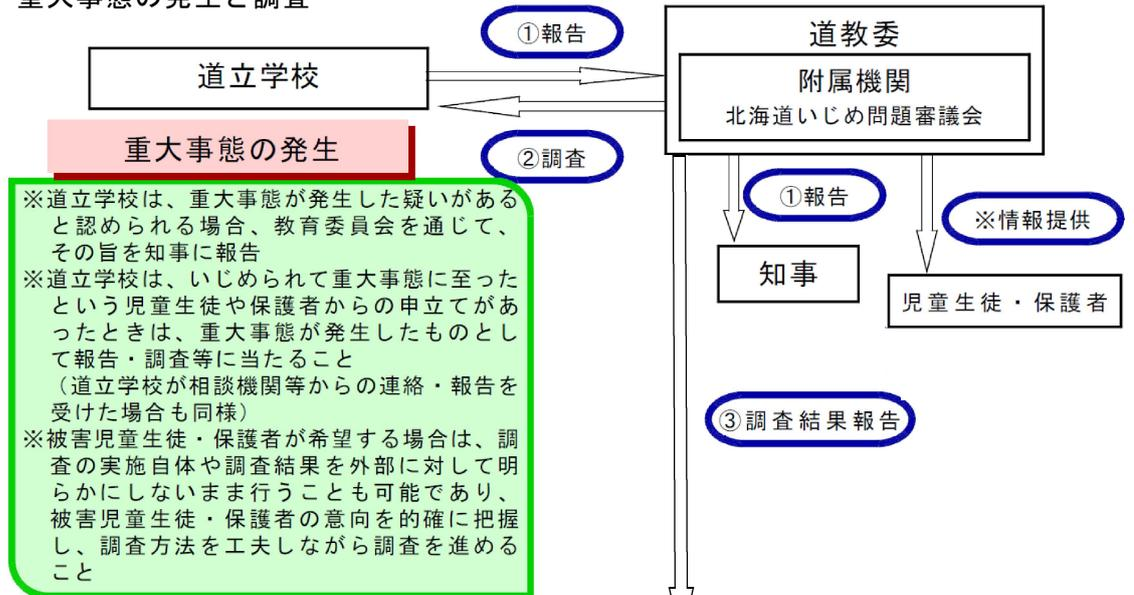 重大事態の発生と調査
①報告
道教委
道立学校
附属機関
北海道いじめ問題審議会
重大事態の発生
②調査
①報告
※情報提供
知事
児童生徒・保護者
※道立学校は、重大事態が発生した疑いがある
と認められる場合、教育委員会を通じて、
その旨を知事に報告
※道立学校は、いじめられて重大事態に至った
という児童生徒や保護者からの申立てがあ
ったときは、重大事態が発生したものとし
て報告・調査等に当たること
（道立学校が相談機関等からの連絡・報告を
受けた場合も同様）
※被害児童生徒・保護者が希望する場合は、調
査の実施自体や調査結果を外部に対して明
らかにしないまま行うことも可能であり、
被害児童生徒・保護者の意向を的確に把握
し、調査方法を工夫しながら調査を進める
こと
③調査結果報告